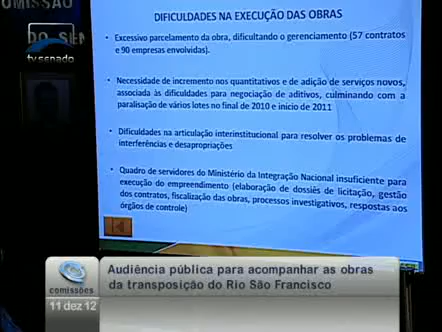 COMISSÃO
DO SEN
tvsenado
DIFICULDADES NA EXECUÇÃO DAS OBRAS
• Excessivo parcelamento da obra, dificultando o gerenciamento (57 contratos
e 90 empresas envolvidas).
• Necessidade de incremento nos quantitativos e de adição de serviços novos,
associada às dificuldades para negociação de aditivos, culminando com a
paralisação de vários lotes no final de 2010 e início de 2011
• Dificuldades na articulação interinstitucional para resolver os problemas de
interferências e desapropriações
• Quadro de servidores do Ministério da Integração Nacional insuficiente para
execução do empreendimento (elaboração de dossiês de licitação, gestão
dos contratos, fiscalização das obras, processos investigativos, respostas aos
órgãos de controle)
comissões
11 dez 12
Audiência pública para acompanhar as obras
da transposição do Rio São Francisco